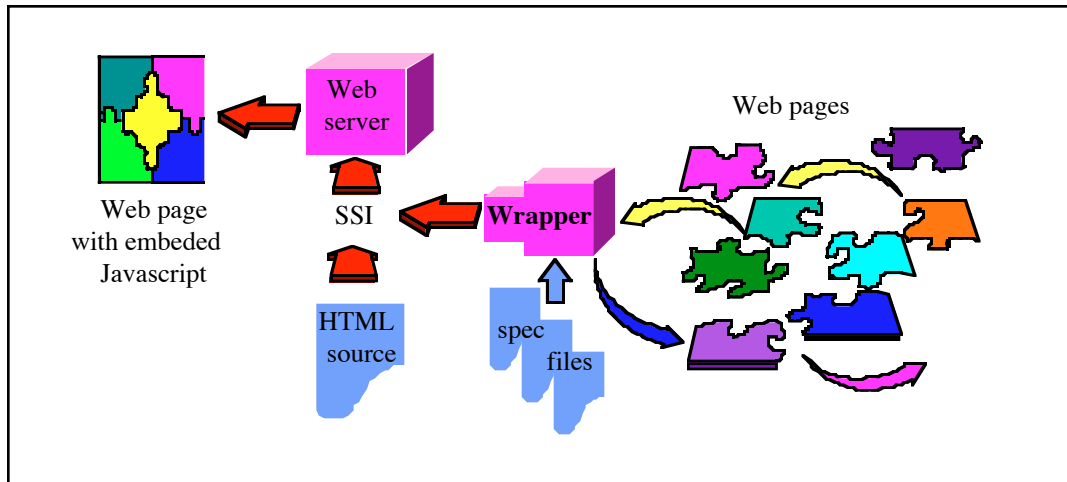 Web page
with embeded
Javascript
Web
server
SSI
HTML
source
Wrapper
spec
files
Web pages